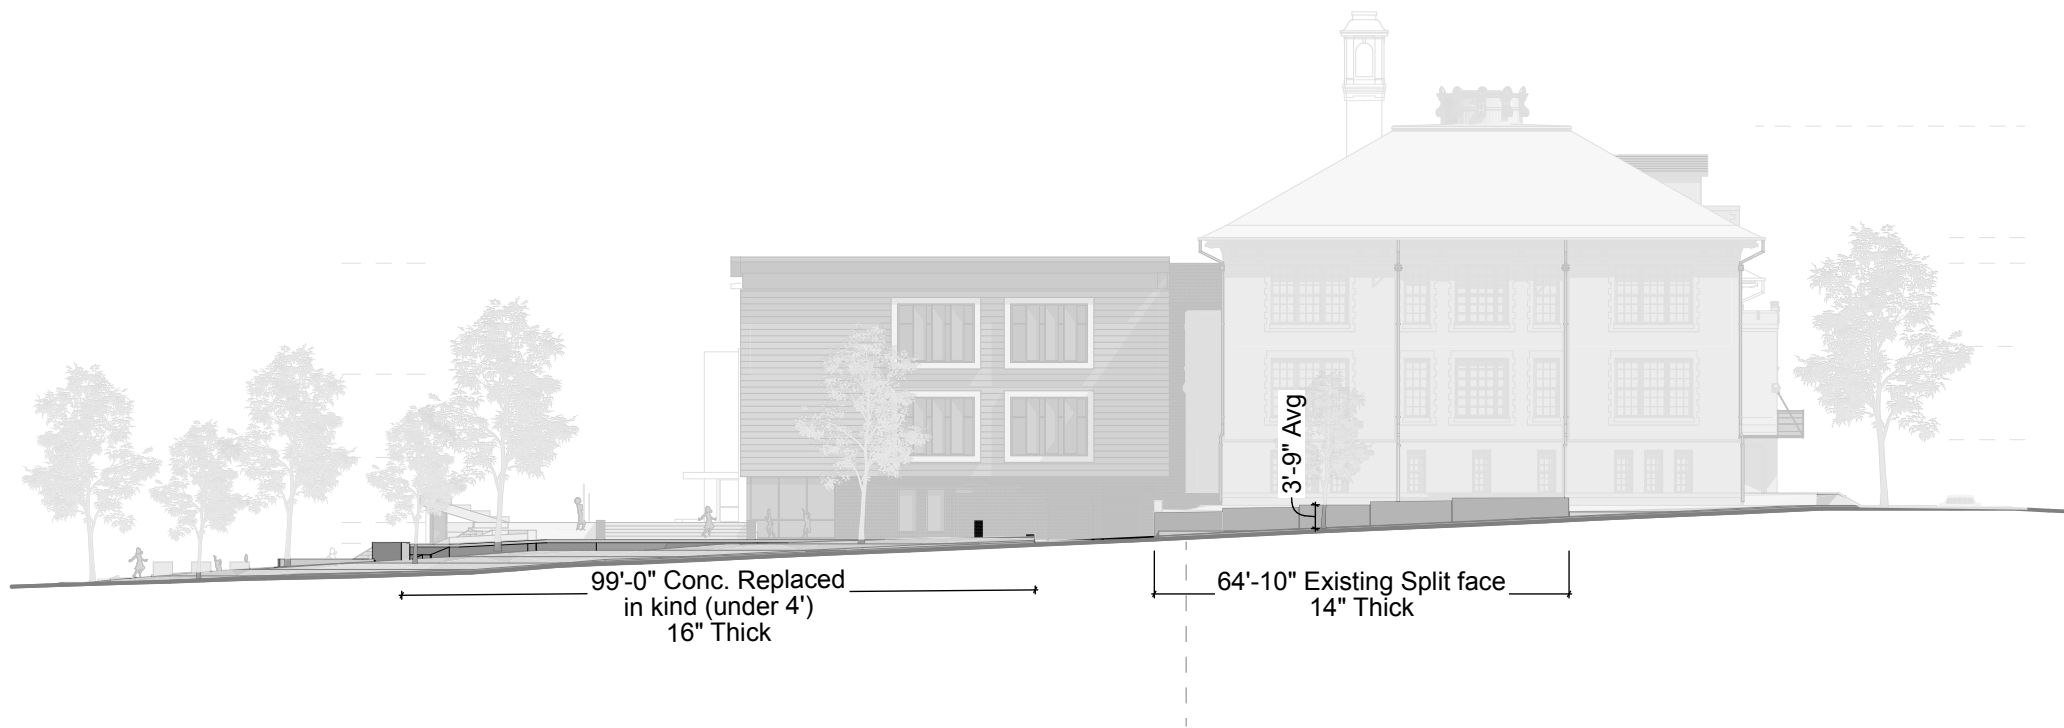 3'-9" Avg
99'-0" Conc. Replaced
in kind (under 4')
16" Thick
64'-10" Existing Split face
14" Thick